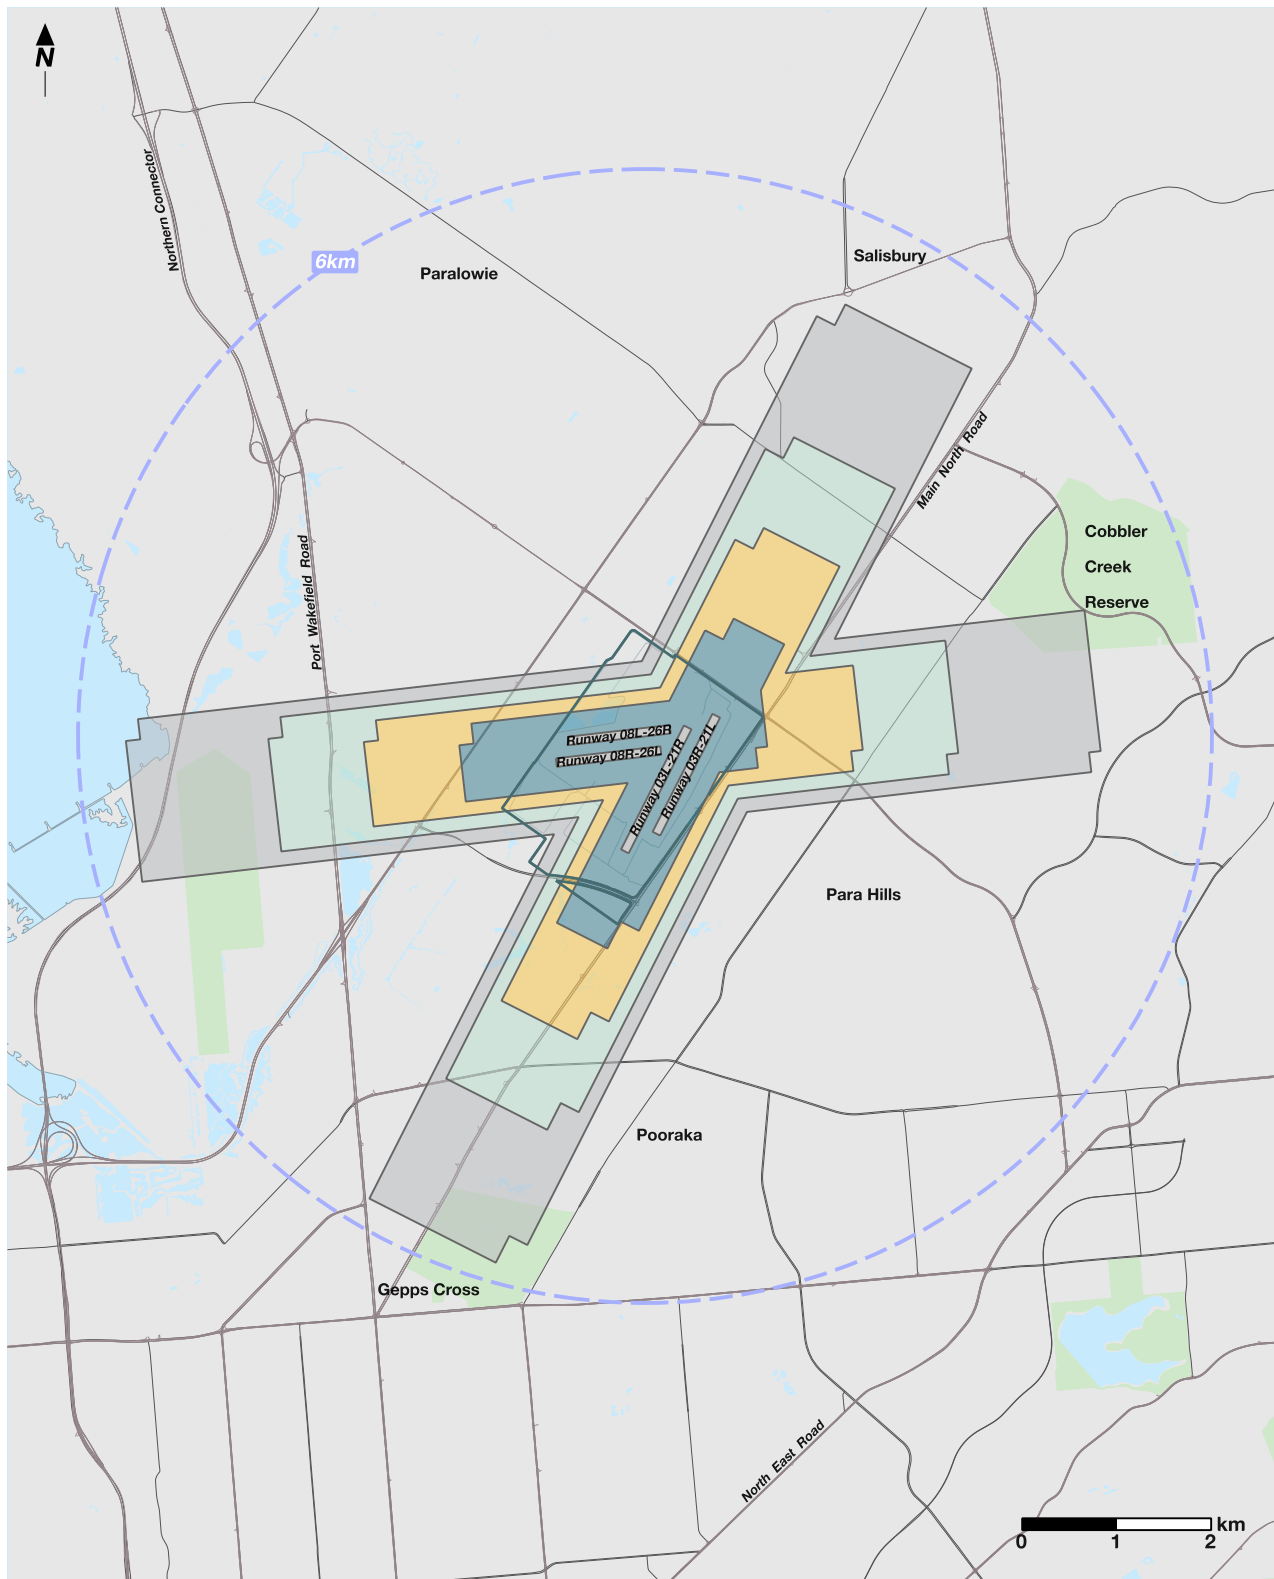 N
Northern Connector
6km
Paralowie
Salisbury
Main North Road
Cobbler
Creek
Reserve
Port Wakefield Road
Runway 08L-26R
Runway 08R-26L
Runway 03L-21R
Runway 03R-21L
Para Hills
Pooraka
Gepps Cross
North East Road
km
0 1 2